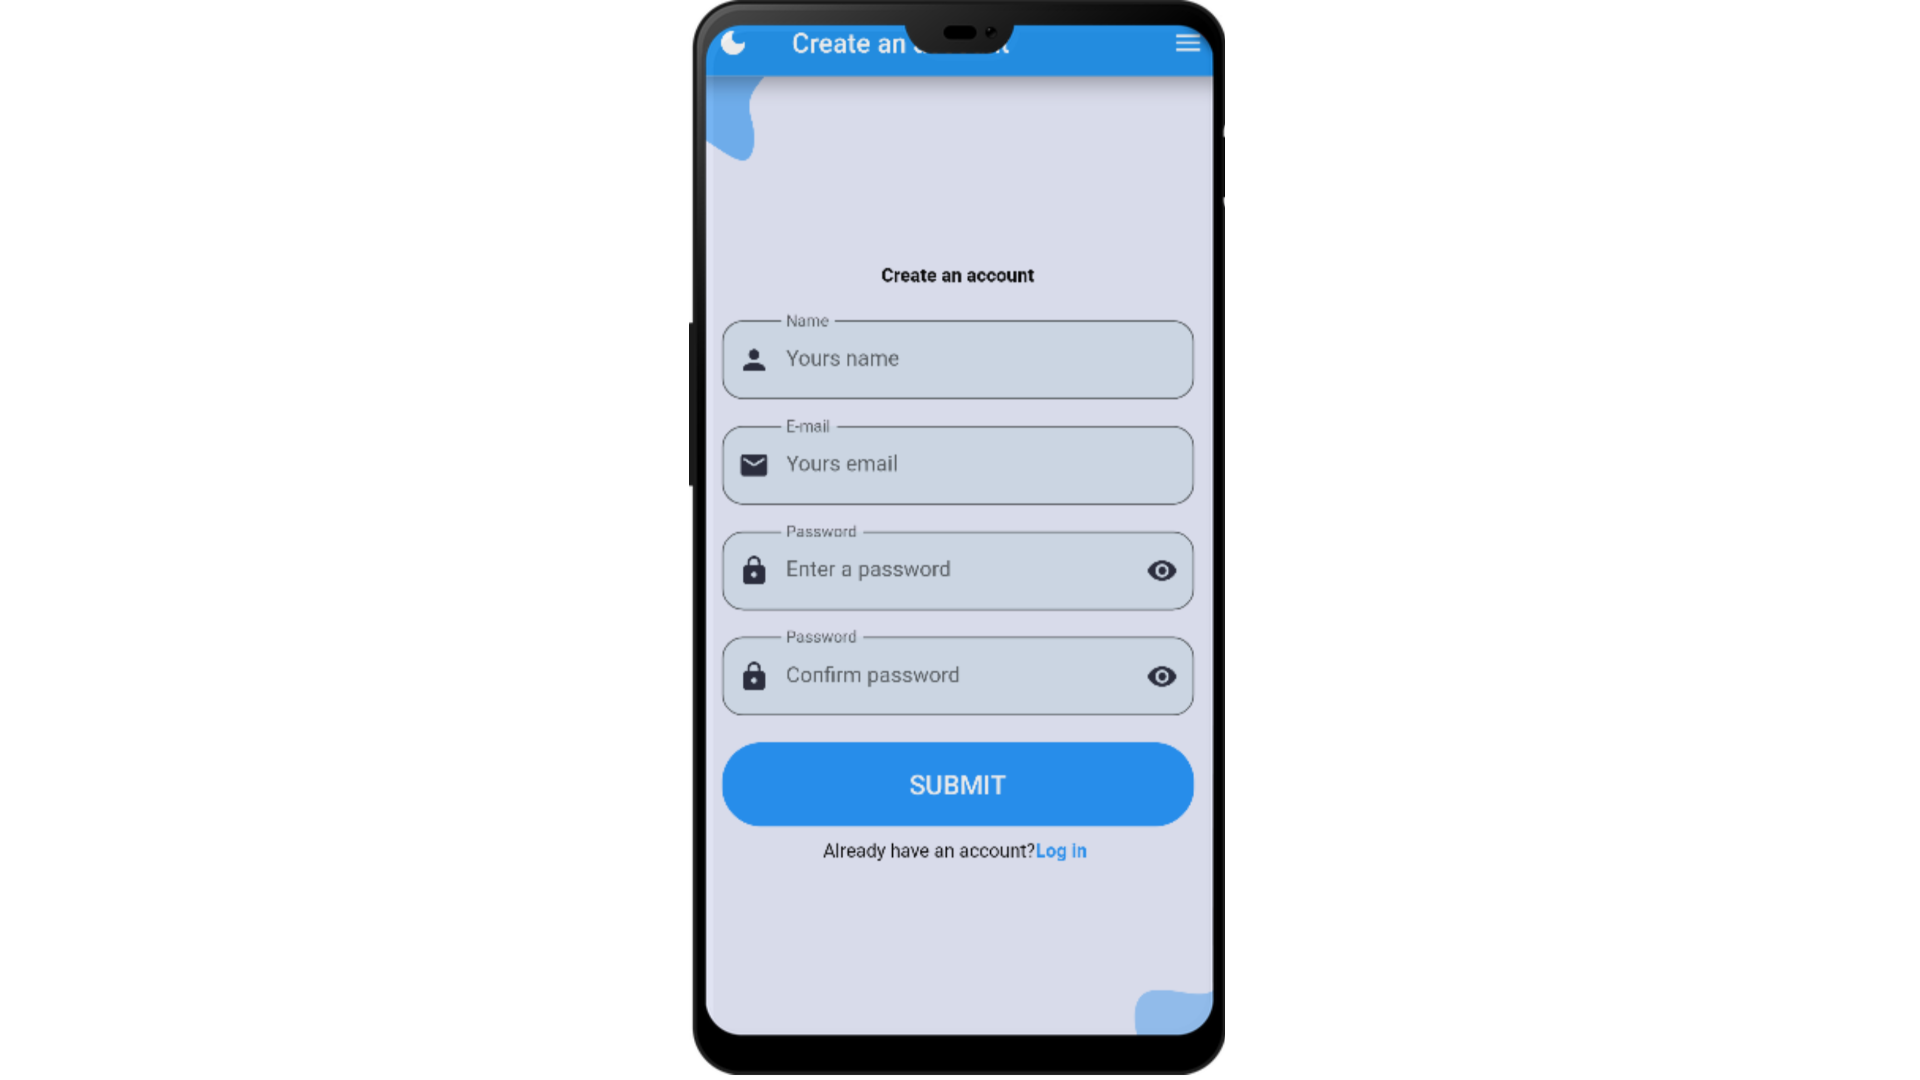 Create an
Create an account
Name
Yours name
E-mail
Yours email
Password
Enter a password
Password
Confirm password
SUBMIT
Already have an account?Log in